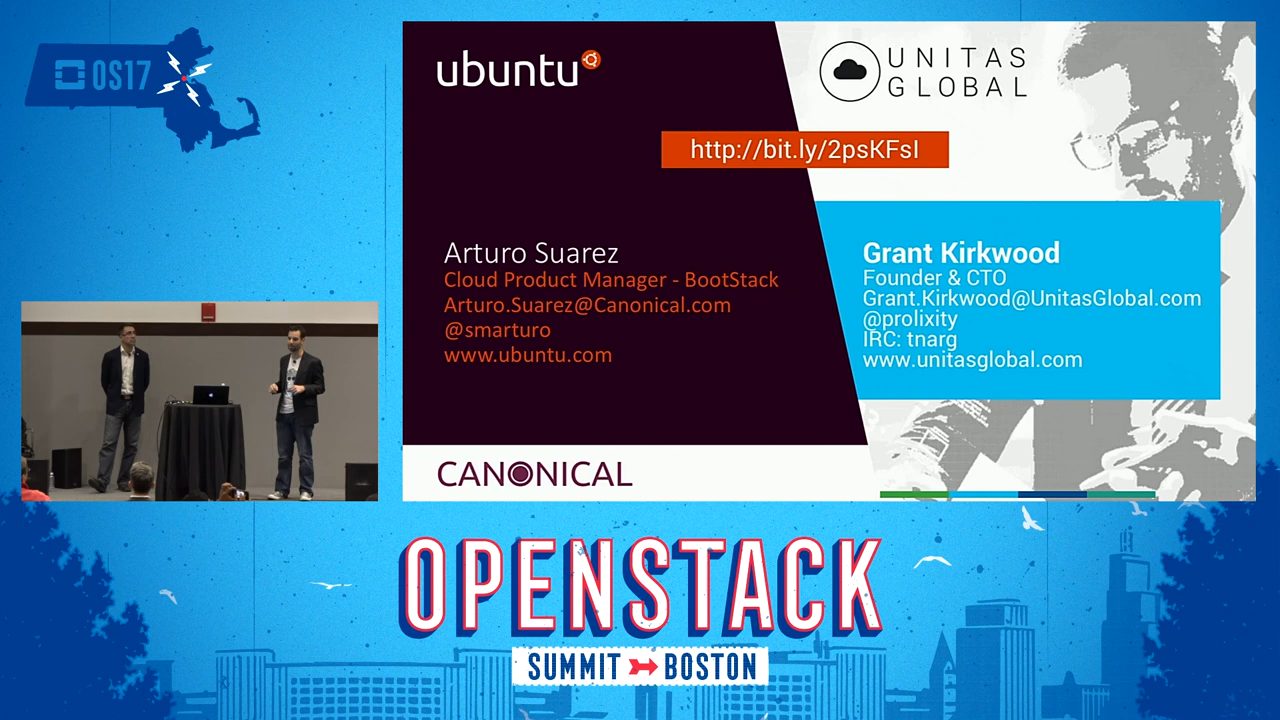 OS17
ubuntu
UNITAS
GLOBAL
http://bit.ly/2psKFsI
Arturo Suarez
Cloud Product Manager - BootStack
Arturo.Suarez@Canonical.com
@smarturo
www.ubuntu.com
Grant Kirkwood
Founder & CTO
Grant.Kirkwood@UnitasGlobal.com
@prolixity
IRC: tnarg
www.unitasglobal.com
CANONICAL
OPENSTACK
SUMMIT BOSTON